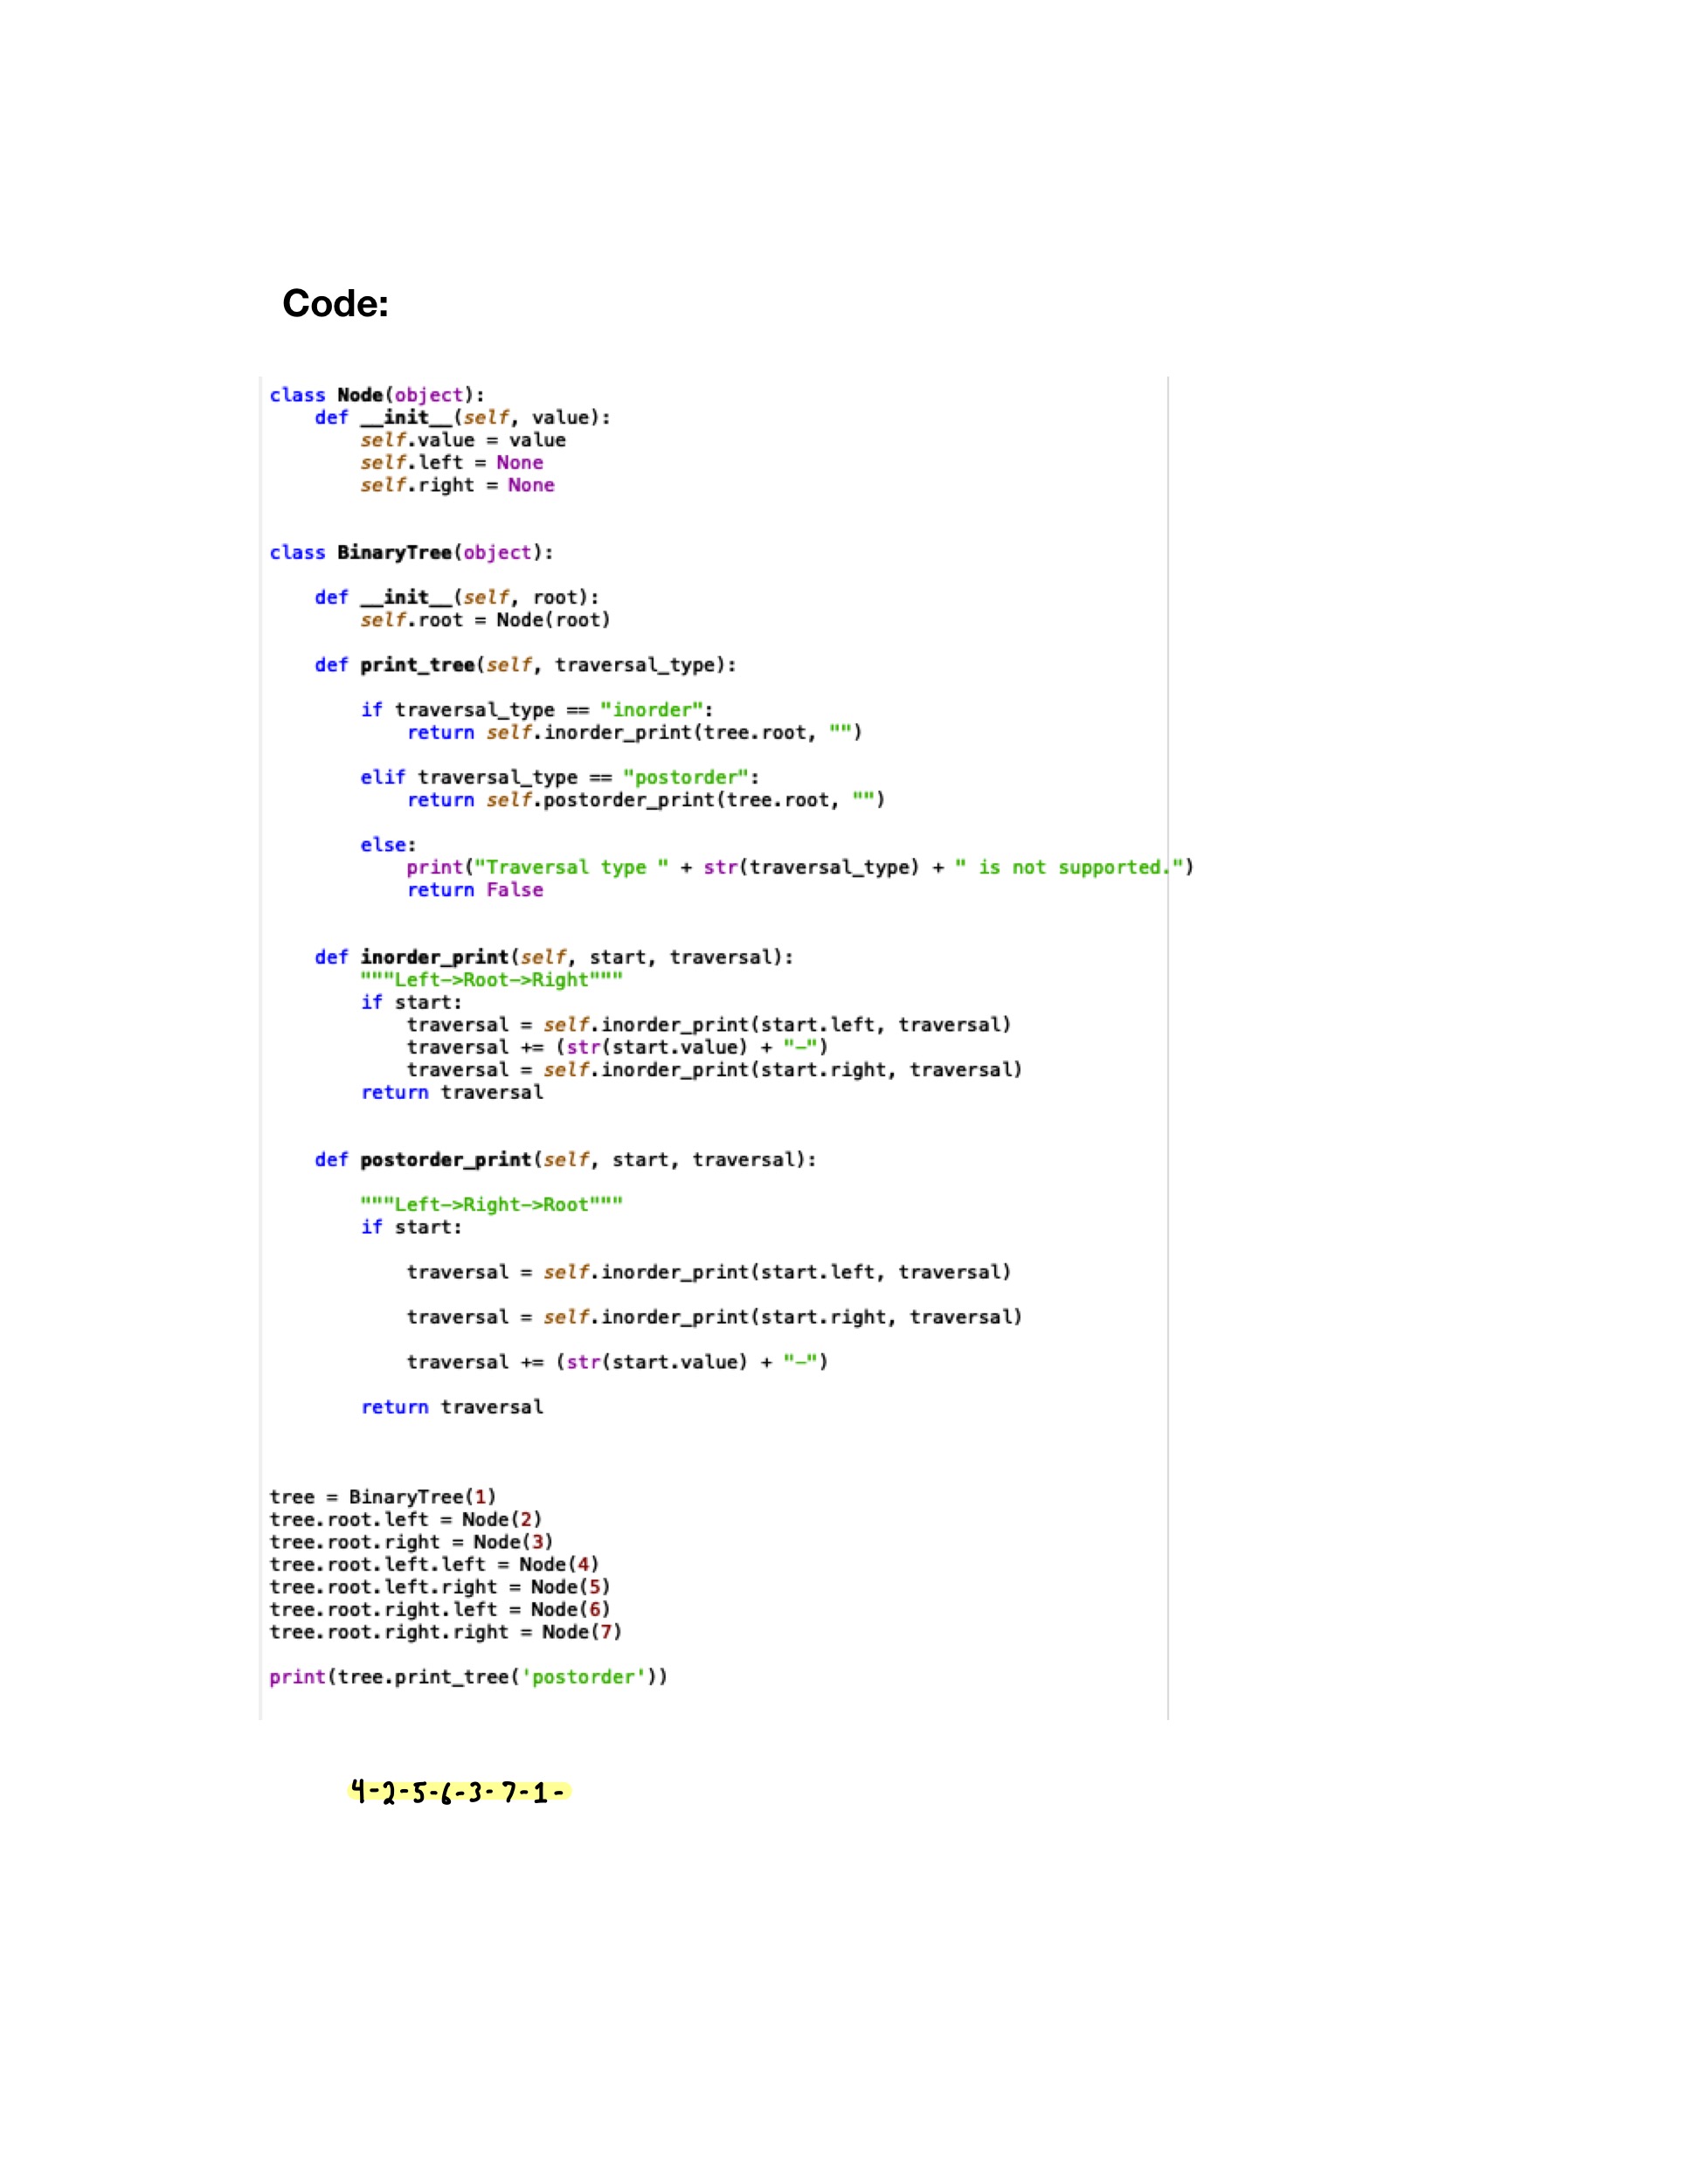 Code:
class Node(object):
    def __init__(self, value):
        self.value = value
        self.left = None
        self.right = None
class BinaryTree(object):
    def __init__(self, root):
        self.root = Node(root)
    def print_tree(self, traversal_type):
        if traversal_type == "inorder":
            return self.inorder_print(tree.root, "")
        elif traversal_type == "postorder":
            return self.postorder_print(tree.root, "")
        else:
            print("Traversal type " + str(traversal_type) + " is not supported.")
            return False
    def inorder_print(self, start, traversal):
        """Left->Root->Right"""
        if start:
            traversal = self.inorder_print(start.left, traversal)
            traversal += (str(start.value) + "-")
            traversal = self.inorder_print(start.right, traversal)
        return traversal
    def postorder_print(self, start, traversal):
        """Left->Right->Root"""
        if start:
            traversal = self.inorder_print(start.left, traversal)
            traversal = self.inorder_print(start.right, traversal)
            traversal += (str(start.value) + "-")
        return traversal
tree = BinaryTree(1)
tree.root.left = Node(2)
tree.root.right = Node(3)
tree.root.left.left = Node(4)
tree.root.left.right = Node(5)
tree.root.right.left = Node(6)
tree.root.right.right = Node(7)
print(tree.print_tree('postorder'))
4-2-5-6-3-7-1-